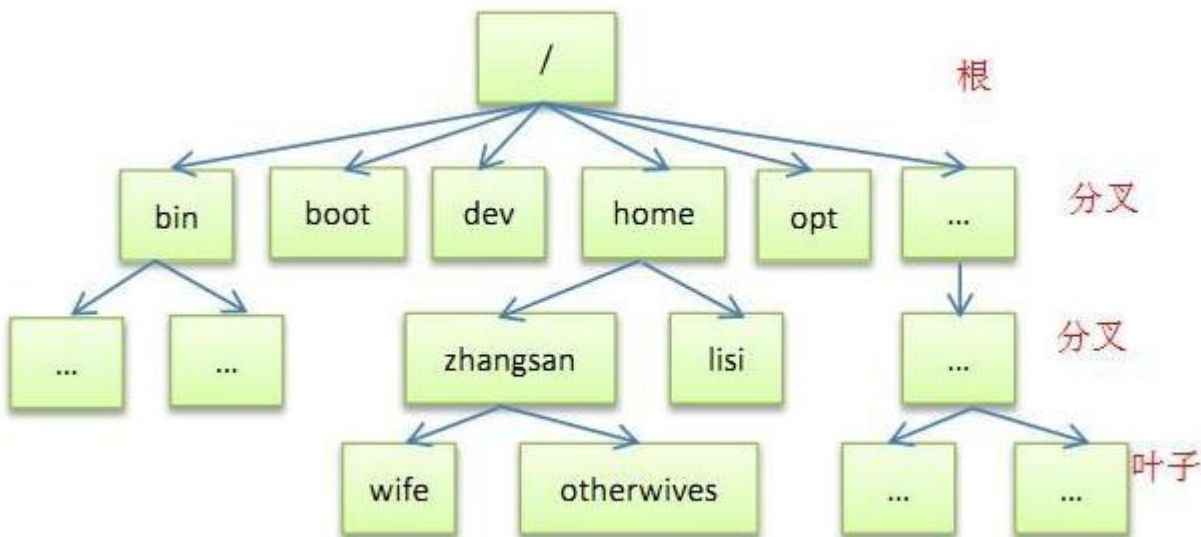 /
根
bin boot dev home opt ... 分叉
... ... zhangsan lisi ... 分叉
wife otherwives ... ... 叶子